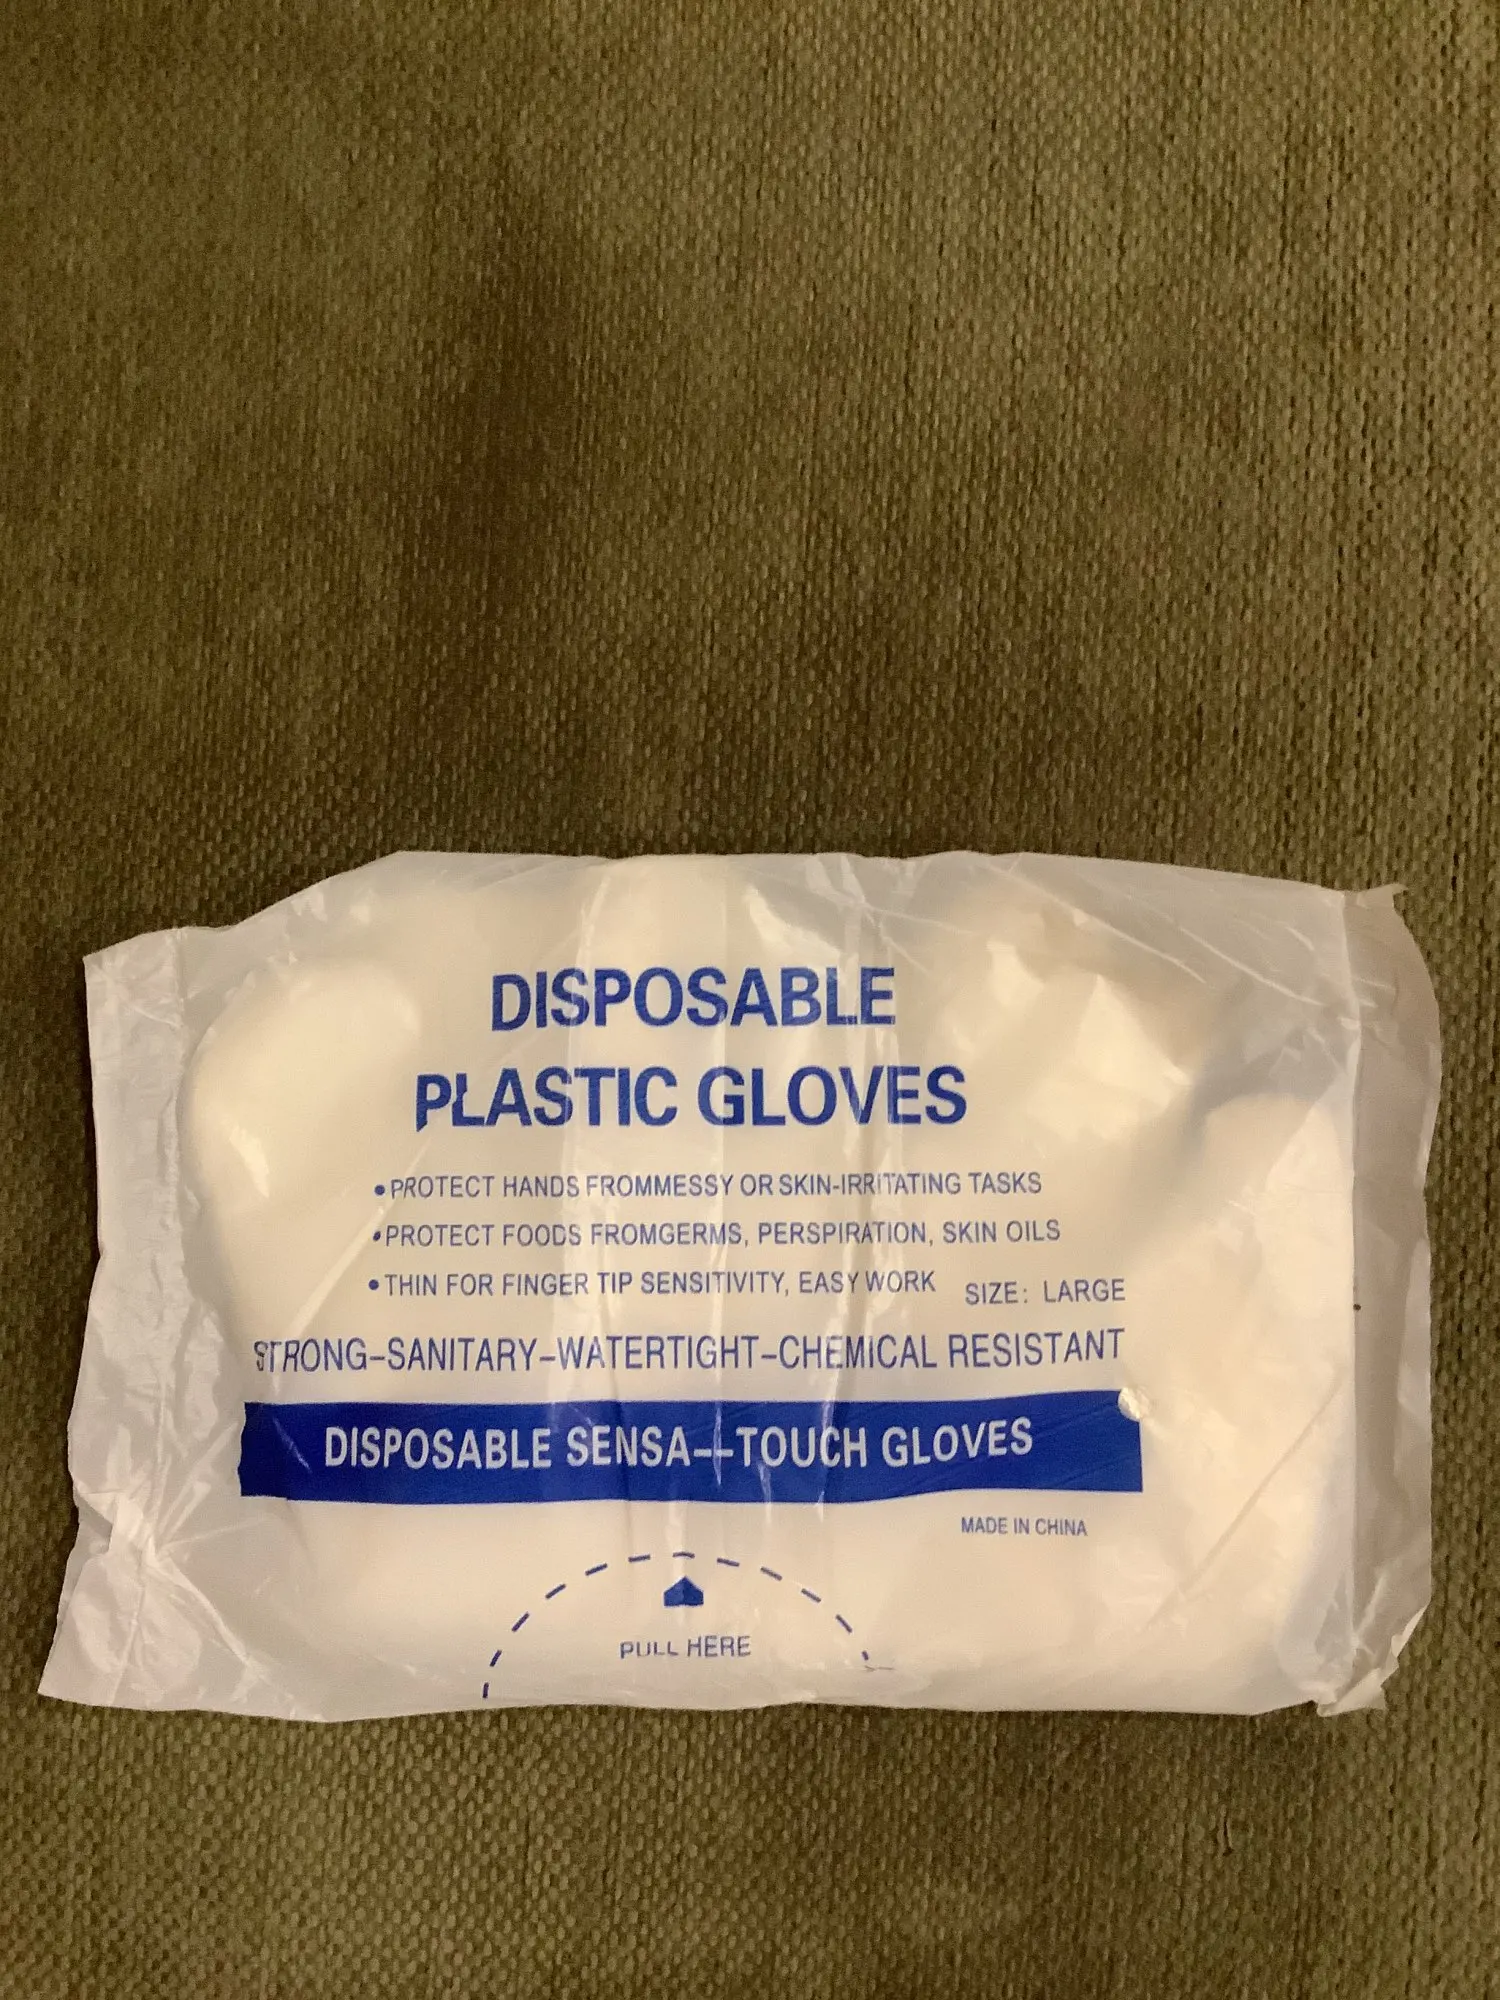 DISPOSABLE
PLASTIC GLOVES
•PROTECT HANDS FROMMESSY OR SKIN-IRRITATING TASKS
•PROTECT FOODS FROMGERMS, PERSPIRATION, SKIN OILS
•THIN FOR FINGER TIP SENSITIVITY, EASY WORK SIZE: LARGE
STRONG-SANITARY-WATERTIGHT-CHEMICAL RESISTANT
DISPOSABLE SENSA--TOUCH GLOVES
MADE IN CHINA
PULL HERE